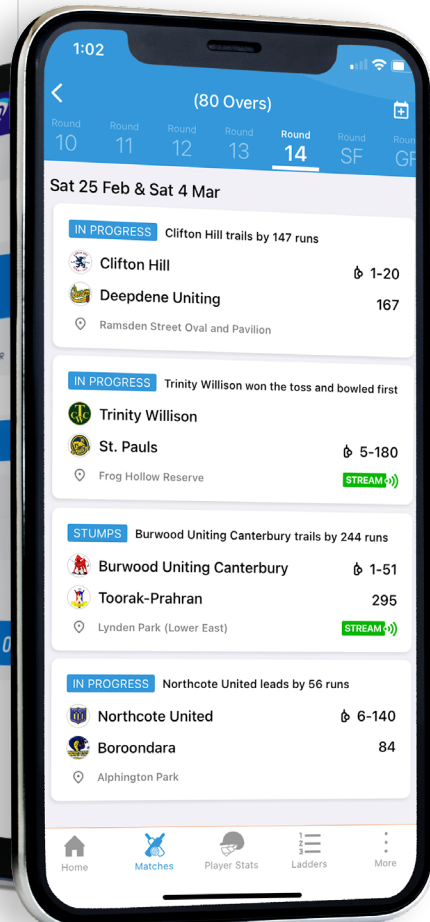 1:02
(80 Overs)
Round Round Round Round Round Round Roun
10 11 12 13 14 SF GF
Sat 25 Feb & Sat 4 Mar
IN PROGRESS Clifton Hill trails by 147 runs
Clifton Hill 1-20
Deepdene Uniting 167
Ramsden Street Oval and Pavilion
IN PROGRESS Trinity Willison won the toss and bowled first
Trinity Willison
St. Pauls 5-180
Frog Hollow Reserve STREAM
STUMPS Burwood Uniting Canterbury trails by 244 runs
Burwood Uniting Canterbury 1-51
Toorak-Prahran 295
Lynden Park (Lower East) STREAM
IN PROGRESS Northcote United leads by 56 runs
Northcote United 6-140
Boroondara 84
Alphington Park
1
2
3
Home Matches Player Stats Ladders More